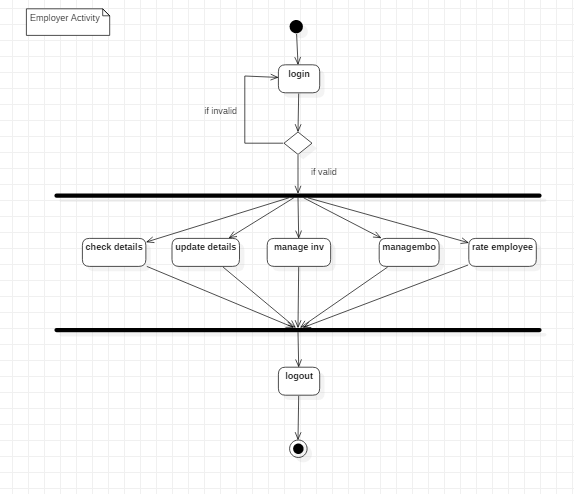 Employer Activity
login
if invalid
if valid
check details
update details
manage inv
managembo
rate employee
logout